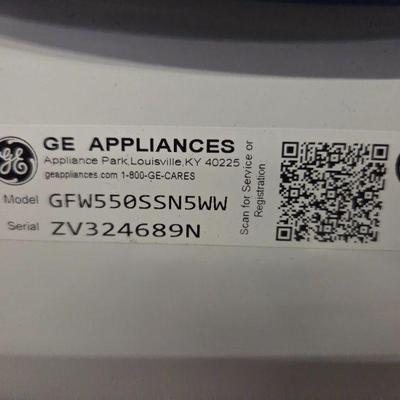 GE APPLIANCES
Appliance Park, Louisville, KY 40225
geappliances.com 1-800-GE-CARES
Model GFW550SSN5WW
Serial ZV324689N
Scan for Service or
Registration
GE